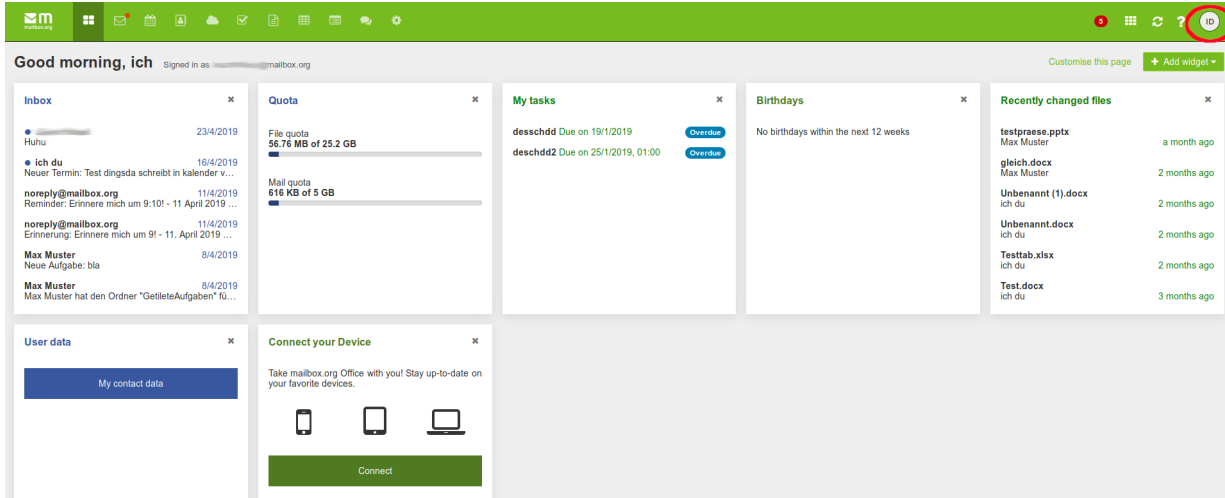 m
mailbox.org
5
?
ID
Good morning, ich Signed in as mailbox.org
Customise this page
Add widget
Inbox
23/4/2019
Huhu
ich du 16/4/2019
Neuer Termin: Test dingsda schreibt in kalender v...
noreply@mailbox.org 11/4/2019
Reminder: Erinnere mich um 9:10! - 11 April 2019 ...
noreply@mailbox.org 11/4/2019
Erinnerung: Erinnere mich um 9! - 11. April 2019 ...
Max Muster 8/4/2019
Neue Aufgabe: bla
Max Muster 8/4/2019
Max Muster hat den Ordner "GetileteAufgaben" fü...
Quota
File quota
56.76 MB of 25.2 GB
Mail quota
616 KB of 5 GB
My tasks
desschdd Due on 19/1/2019 Overdue
deschdd2 Due on 25/1/2019, 01:00 Overdue
Birthdays
No birthdays within the next 12 weeks
Recently changed files
testpraese.pptx
Max Muster a month ago
gleich.docx
Max Muster 2 months ago
Unbenannt (1).docx
ich du 2 months ago
Unbenannt.docx
ich du 2 months ago
Testtab.xlsx
ich du 2 months ago
Test.docx
ich du 3 months ago
User data
My contact data
Connect your Device
Take mailbox.org Office with you! Stay up-to-date on
your favorite devices.
Connect